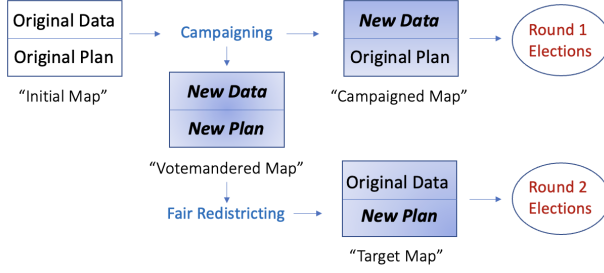 Original Data
Original Plan
"Initial Map"
Campaigning
New Data
Original Plan
"Campaigned Map"
Round 1
Elections
New Data
New Plan
"Votemandered Map"
Fair Redistricting
Original Data
New Plan
"Target Map"
Round 2
Elections